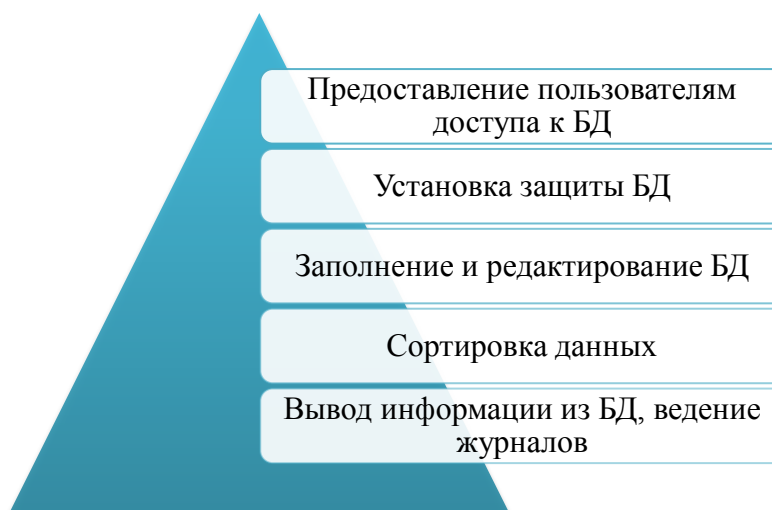 Предоставление пользователям
доступа к БД
Установка защиты БД
Заполнение и редактирование БД
Сортировка данных
Вывод информации из БД, ведение
журналов